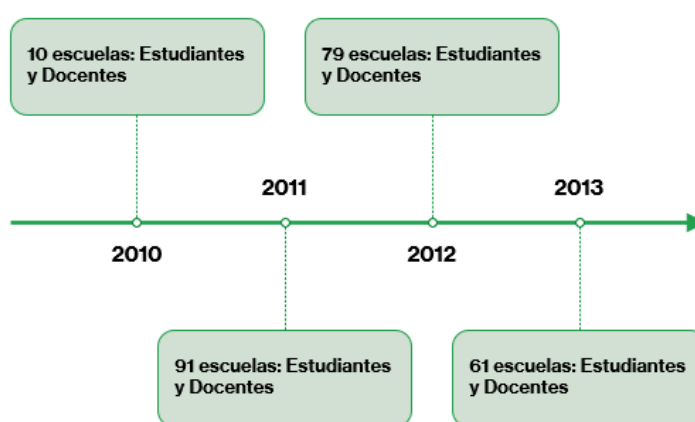 10 escuelas: Estudiantes
y Docentes
79 escuelas: Estudiantes
y Docentes
2011
2013
2010
2012
91 escuelas: Estudiantes
y Docentes
61 escuelas: Estudiantes
y Docentes